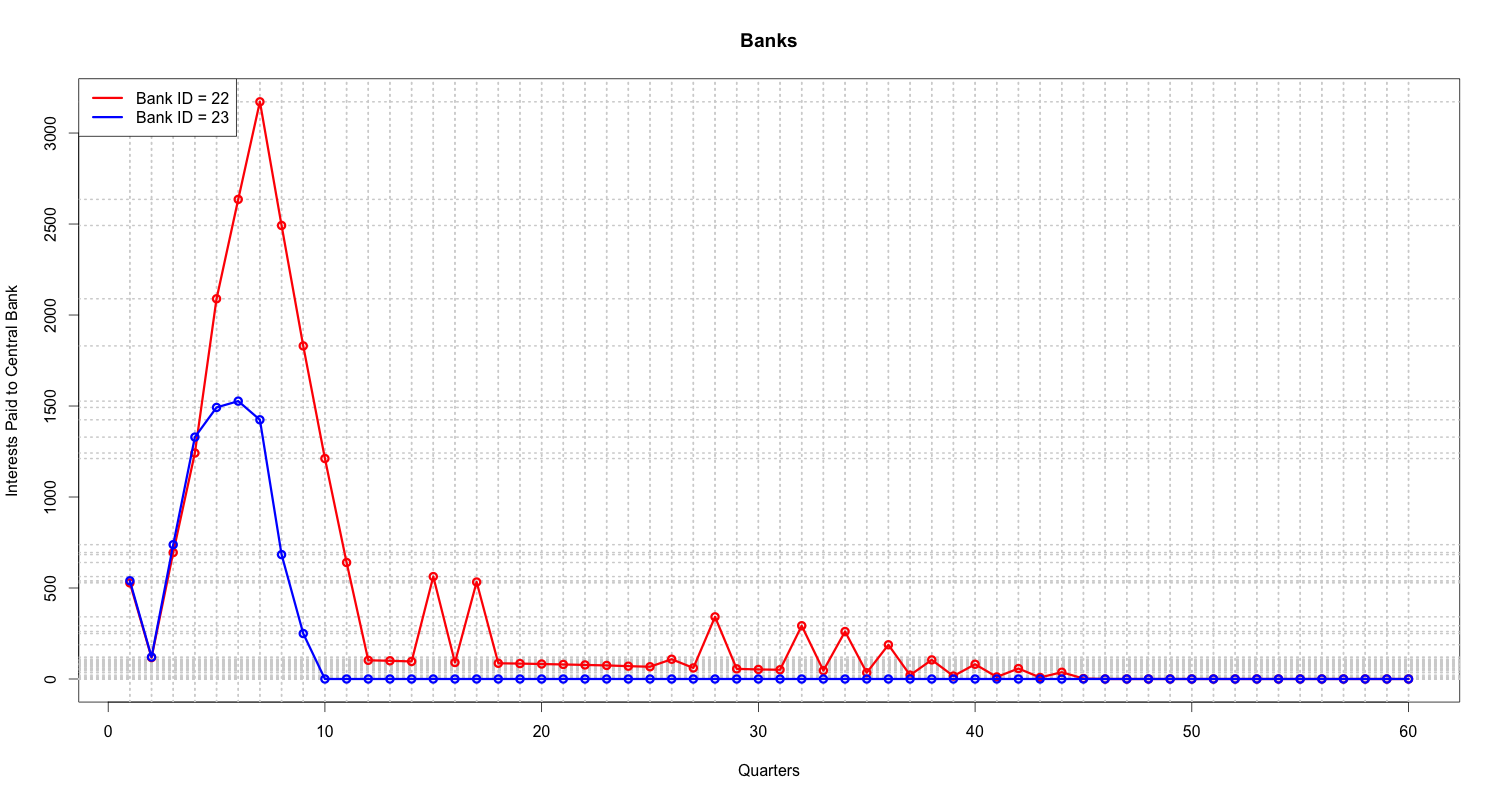 Banks
Bank ID = 22
Bank ID = 23
Interests Paid to Central Bank
3000
2500
2000
1500
1000
500
0
0 10 20 30 40 50 60
Quarters